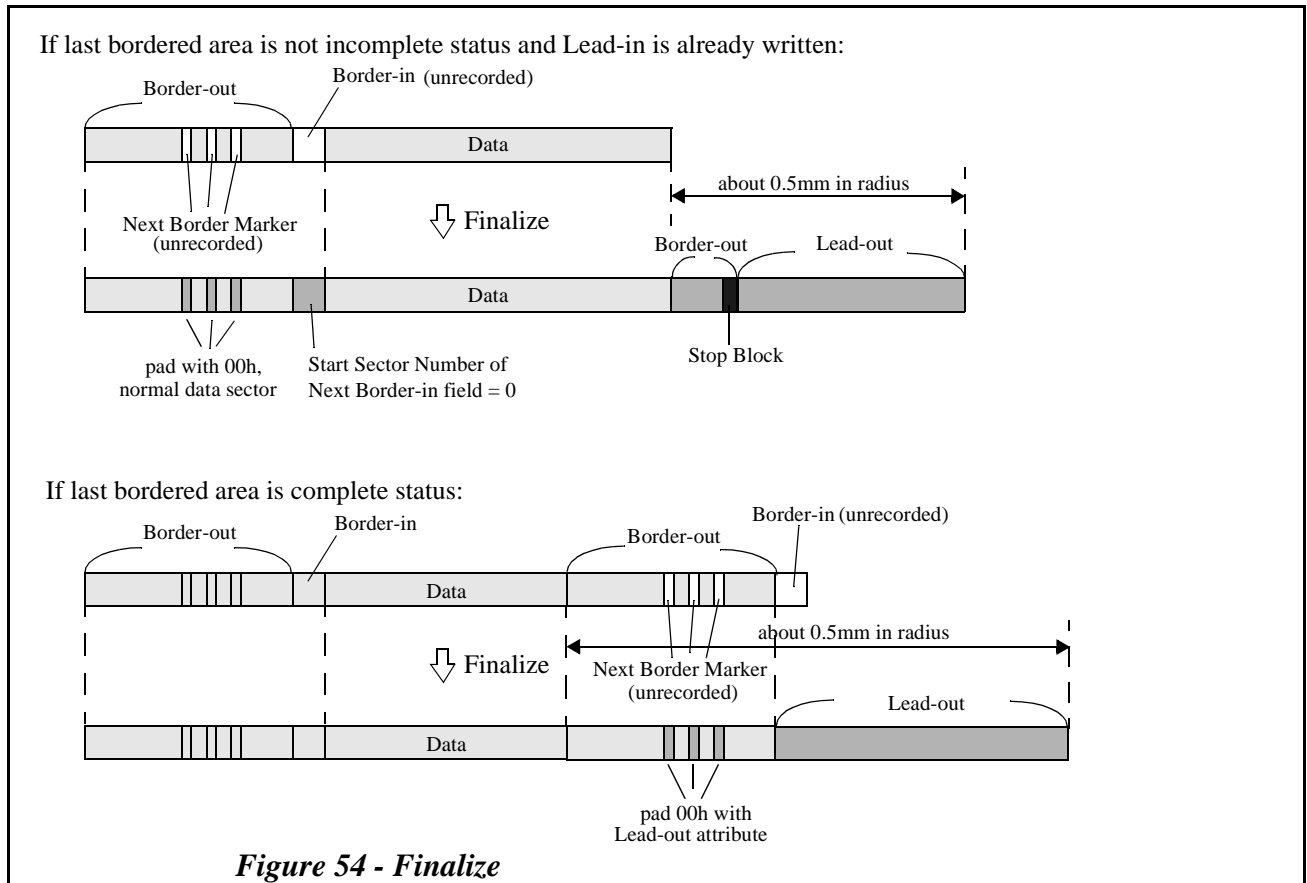 If last bordered area is not incomplete status and Lead-in is already written:
Border-out
Border-in (unrecorded)
Data
about 0.5mm in radius
Next Border Marker
(unrecorded)
Finalize
Border-out
Lead-out
Data
Stop Block
pad with 00h,
normal data sector
Start Sector Number of
Next Border-in field = 0
If last bordered area is complete status:
Border-out
Border-in
Border-out
Border-in (unrecorded)
Data
about 0.5mm in radius
Finalize
Next Border Marker
(unrecorded)
Lead-out
Data
pad 00h with
Lead-out attribute
Figure 54 - Finalize